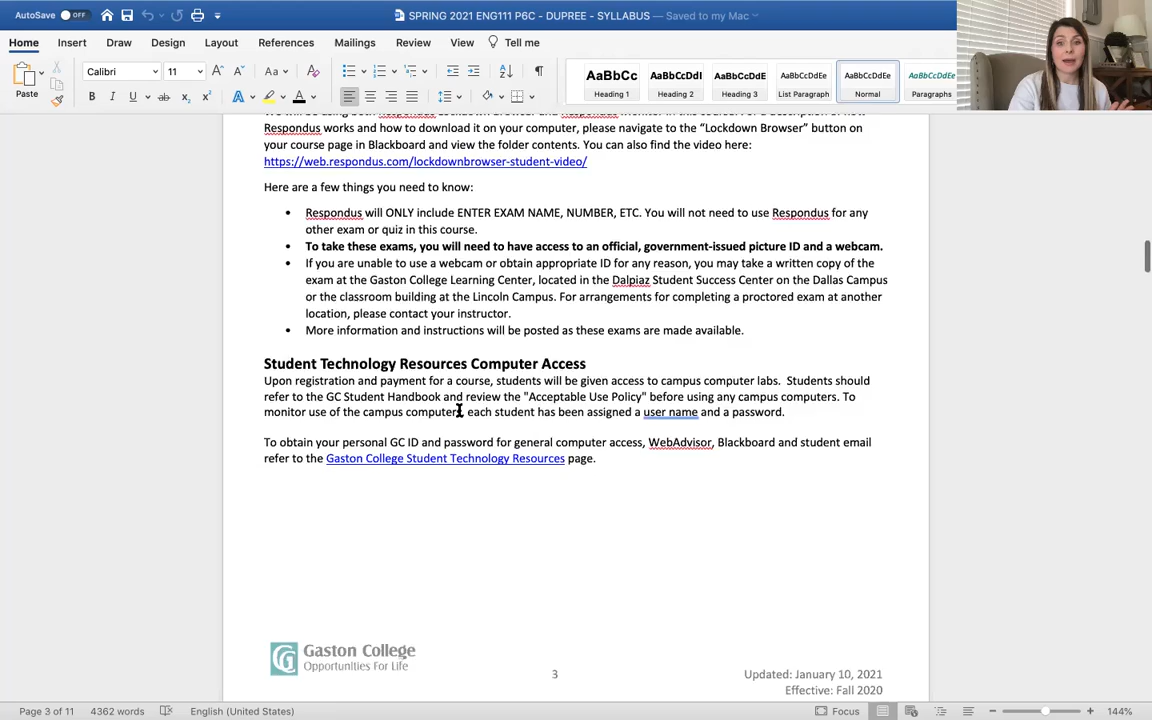 AutoSave OFF
SPRING 2021 ENG111 P6C - DUPREE - SYLLABUS — Saved to my Mac
Home Insert Draw Design Layout References Mailings Review View Tell me
Paste
Calibri 11
Aa
B I U ab X2 X2
A A
AaBbCc AaBbCcDdI AaBbCcDdE AaBbCcDdEe AaBbCcDdEe AaBbCcDdEe
Heading 1 Heading 2 Heading 3 List Paragraph Normal Paragraphs
Respondus works and how to download it on your computer, please navigate to the “Lockdown Browser” button on
your course page in Blackboard and view the folder contents. You can also find the video here:
https://web.respondus.com/lockdownbrowser-student-video/
Here are a few things you need to know:
• Respondus will ONLY include ENTER EXAM NAME, NUMBER, ETC. You will not need to use Respondus for any
other exam or quiz in this course.
• To take these exams, you will need to have access to an official, government-issued picture ID and a webcam.
• If you are unable to use a webcam or obtain appropriate ID for any reason, you may take a written copy of the
exam at the Gaston College Learning Center, located in the Dalpiaz Student Success Center on the Dallas Campus
or the classroom building at the Lincoln Campus. For arrangements for completing a proctored exam at another
location, please contact your instructor.
• More information and instructions will be posted as these exams are made available.
Student Technology Resources Computer Access
Upon registration and payment for a course, students will be given access to campus computer labs. Students should
refer to the GC Student Handbook and review the "Acceptable Use Policy" before using any campus computers. To
monitor use of the campus computers, each student has been assigned a user name and a password.
To obtain your personal GC ID and password for general computer access, WebAdvisor, Blackboard and student email
refer to the Gaston College Student Technology Resources page.
Gaston College
Opportunities For Life
3
Updated: January 10, 2021
Effective: Fall 2020
Page 3 of 11 4362 words English (United States) Focus 144%